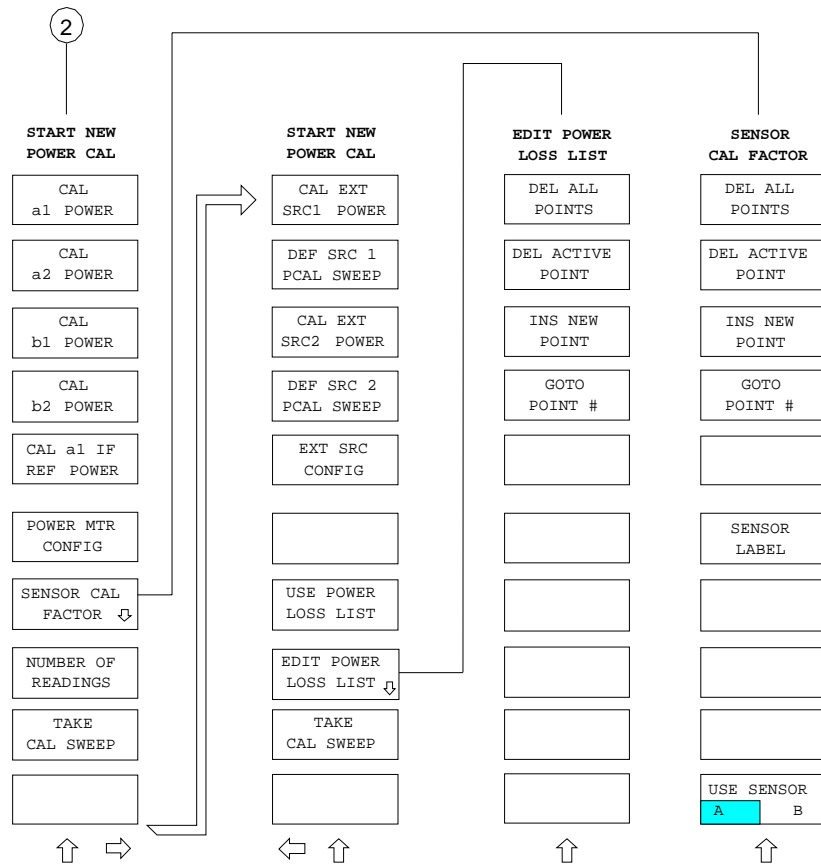 2
START NEW
POWER CAL
CAL
a1 POWER
CAL
a2 POWER
CAL
b1 POWER
CAL
b2 POWER
CAL a1 IF
REF POWER
POWER MTR
CONFIG
SENSOR CAL
FACTOR
NUMBER OF
READINGS
TAKE
CAL SWEEP
START NEW
POWER CAL
CAL EXT
SRC1 POWER
DEF SRC 1
PCAL SWEEP
CAL EXT
SRC2 POWER
DEF SRC 2
PCAL SWEEP
EXT SRC
CONFIG
USE POWER
LOSS LIST
EDIT POWER
LOSS LIST
TAKE
CAL SWEEP
EDIT POWER
LOSS LIST
DEL ALL
POINTS
DEL ACTIVE
POINT
INS NEW
POINT
GOTO
POINT #
SENSOR
CAL FACTOR
DEL ALL
POINTS
DEL ACTIVE
POINT
INS NEW
POINT
GOTO
POINT #
SENSOR
LABEL
USE SENSOR
A B